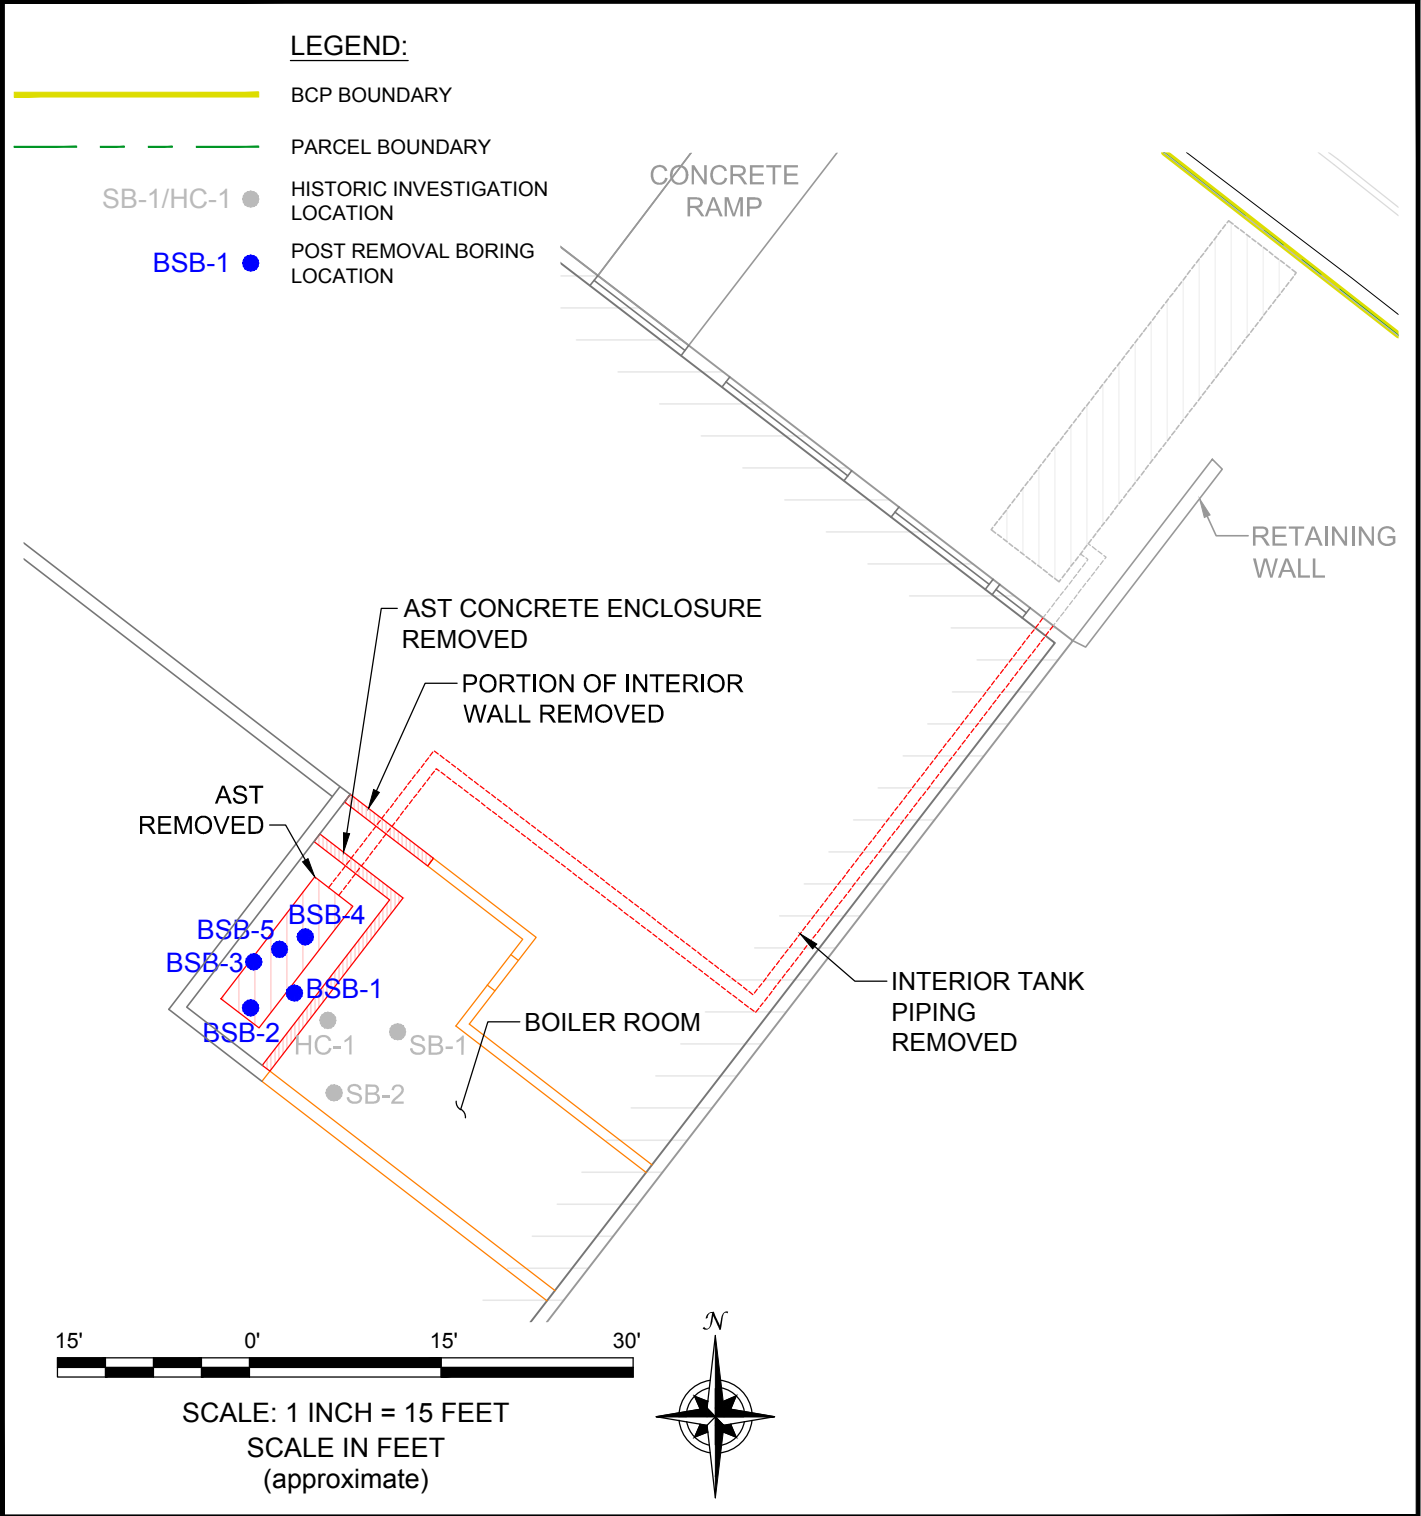 LEGEND:
BCP BOUNDARY
PARCEL BOUNDARY
SB-1/HC-1
HISTORIC INVESTIGATION
LOCATION
BSB-1
POST REMOVAL BORING
LOCATION
CONCRETE
RAMP
RETAINING
WALL
AST CONCRETE ENCLOSURE
REMOVED
PORTION OF INTERIOR
WALL REMOVED
AST
REMOVED
BSB-4
BSB-5
BSB-3
BSB-1
BSB-2
HC-1
SB-1
SB-2
BOILER ROOM
INTERIOR TANK
PIPING
REMOVED
15' 0' 15' 30'
SCALE: 1 INCH = 15 FEET
SCALE IN FEET
(approximate)
N